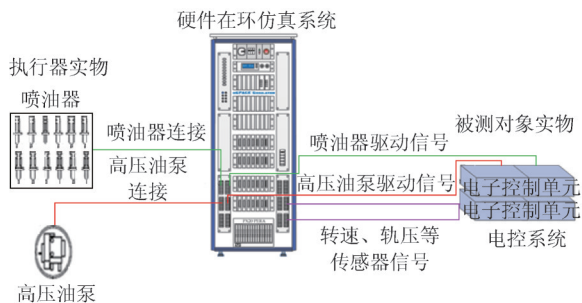 硬件在环仿真系统
执行器实物
喷油器
喷油器连接
高压油泵
连接
高压油泵
喷油器驱动信号
高压油泵驱动信号
转速、轨压等
传感器信号
被测对象实物
电子控制单元
电子控制单元
电控系统